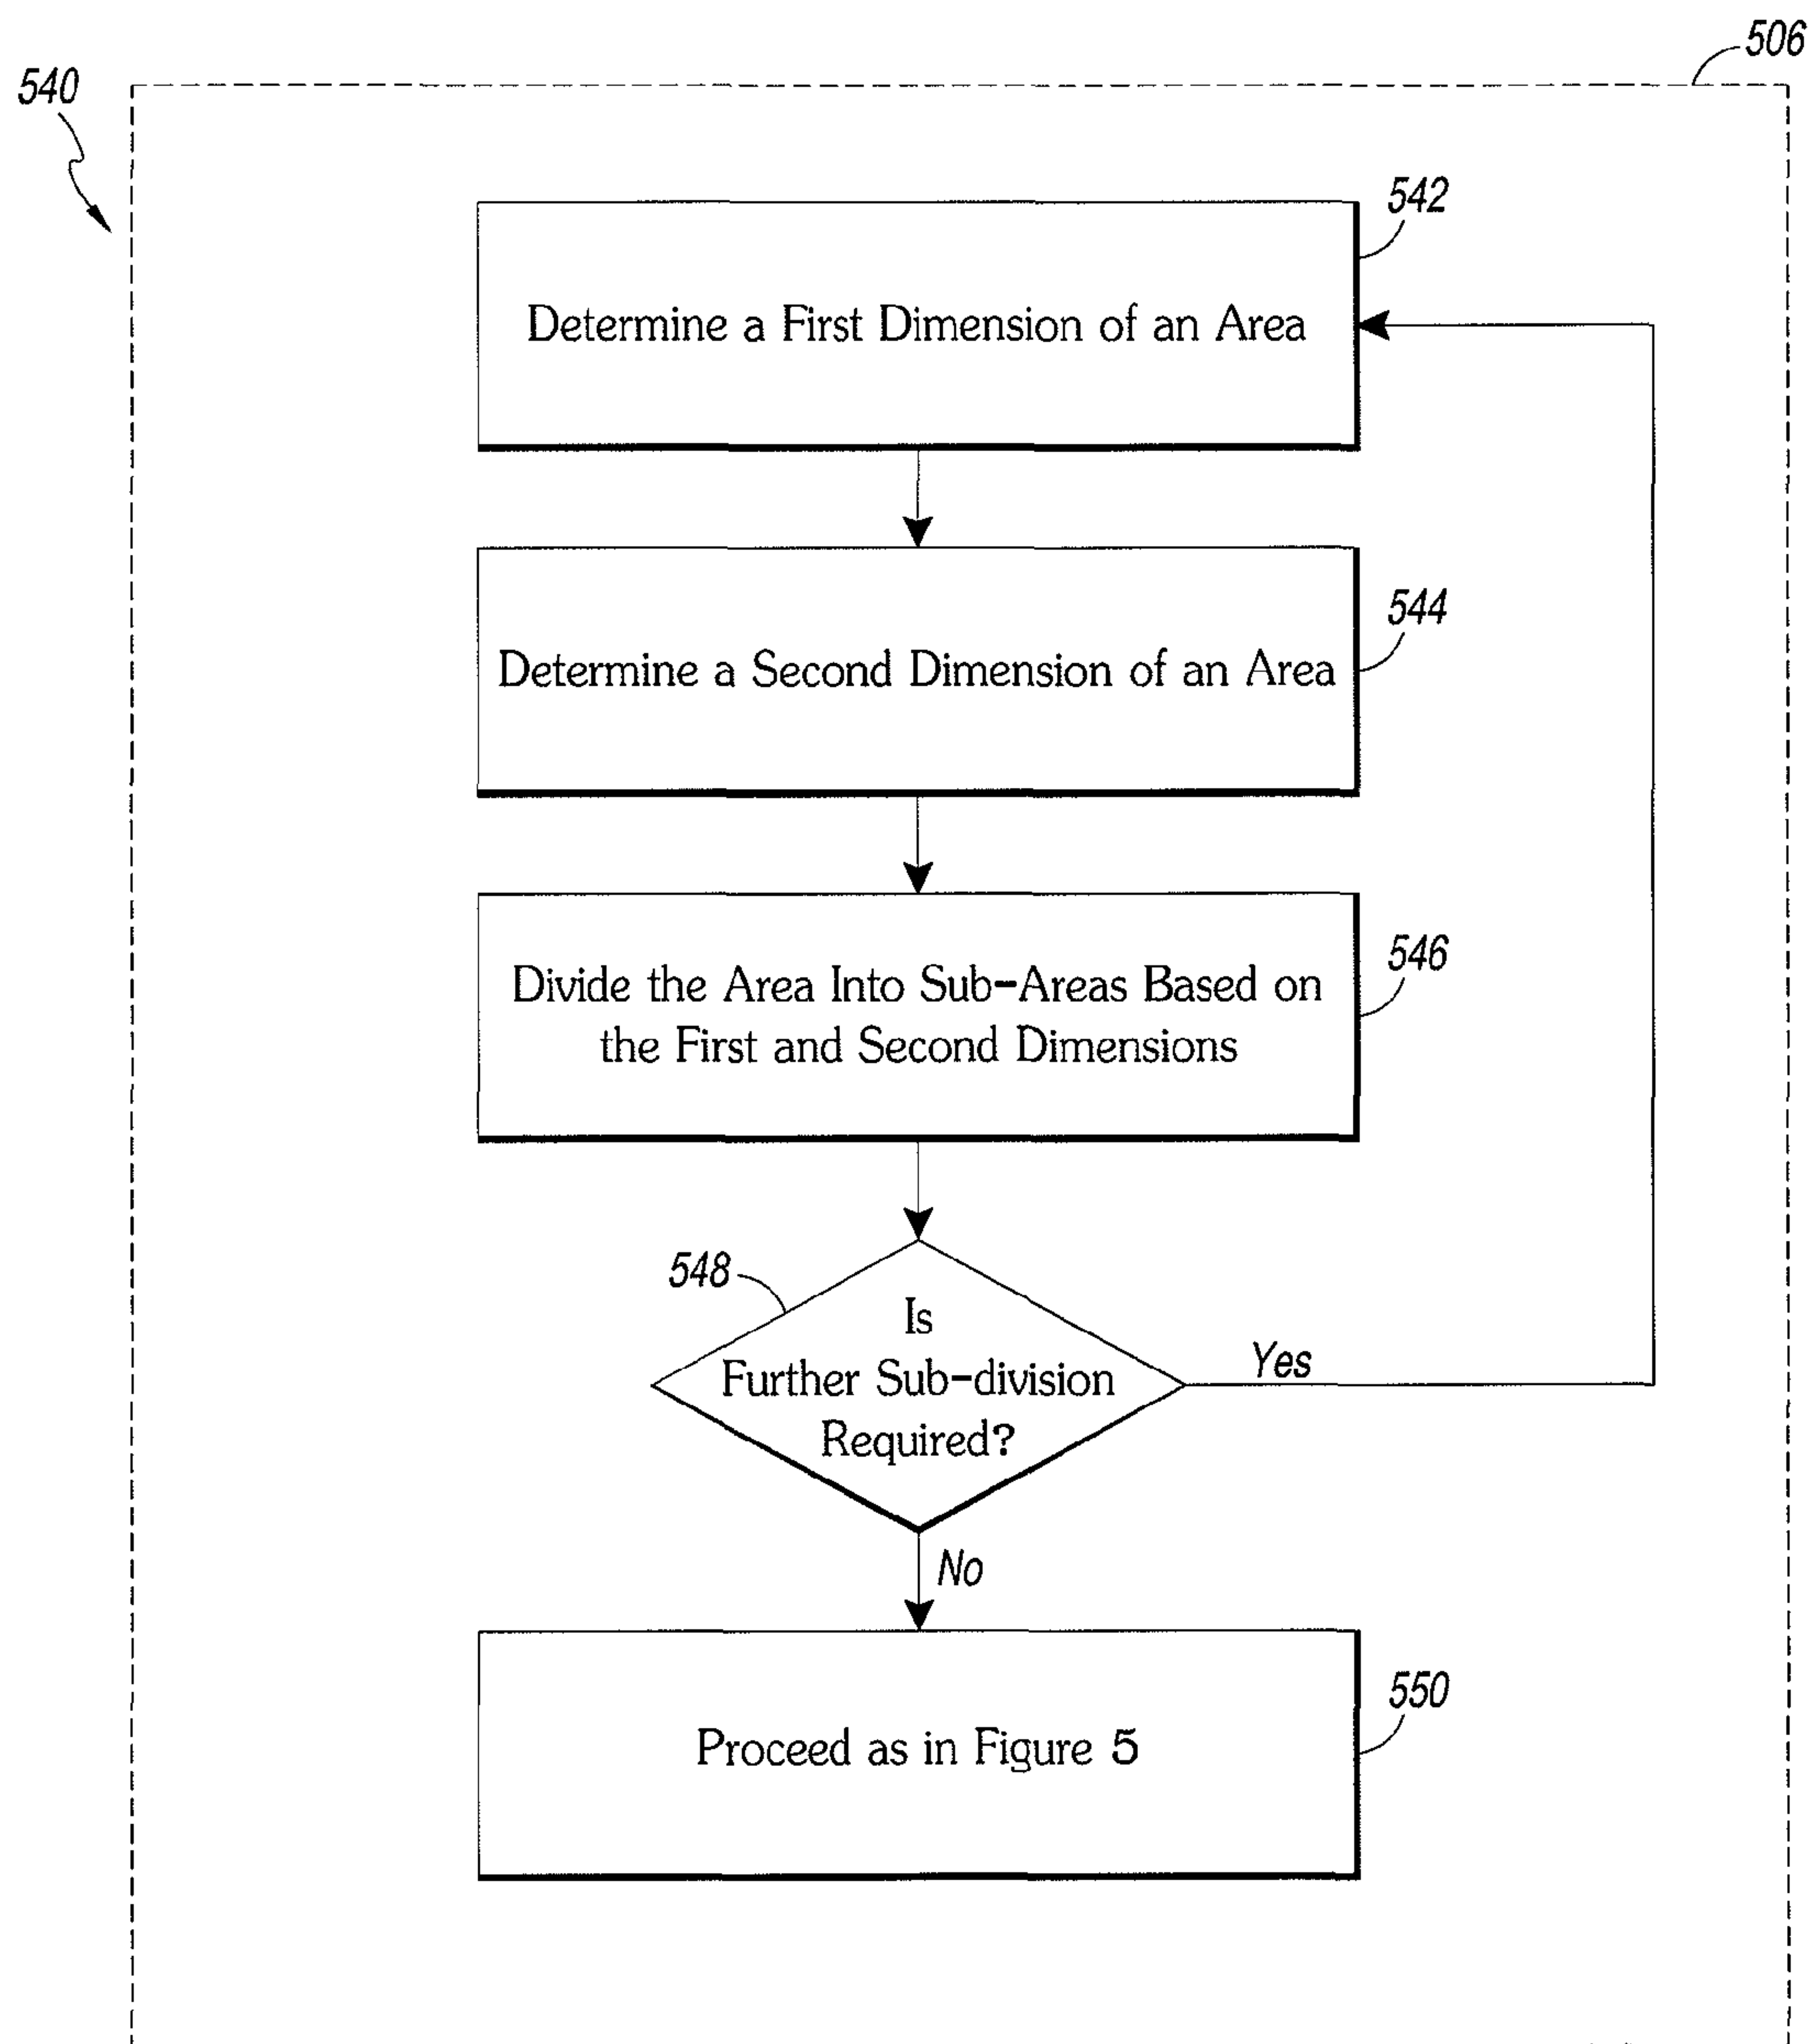 506
540
542
Determine a First Dimension of an Area
544
Determine a Second Dimension of an Area
546
Divide the Area Into Sub-Areas Based on
the First and Second Dimensions
548
Is
Further Sub-division
Required?
Yes
No
550
Proceed as in Figure 5